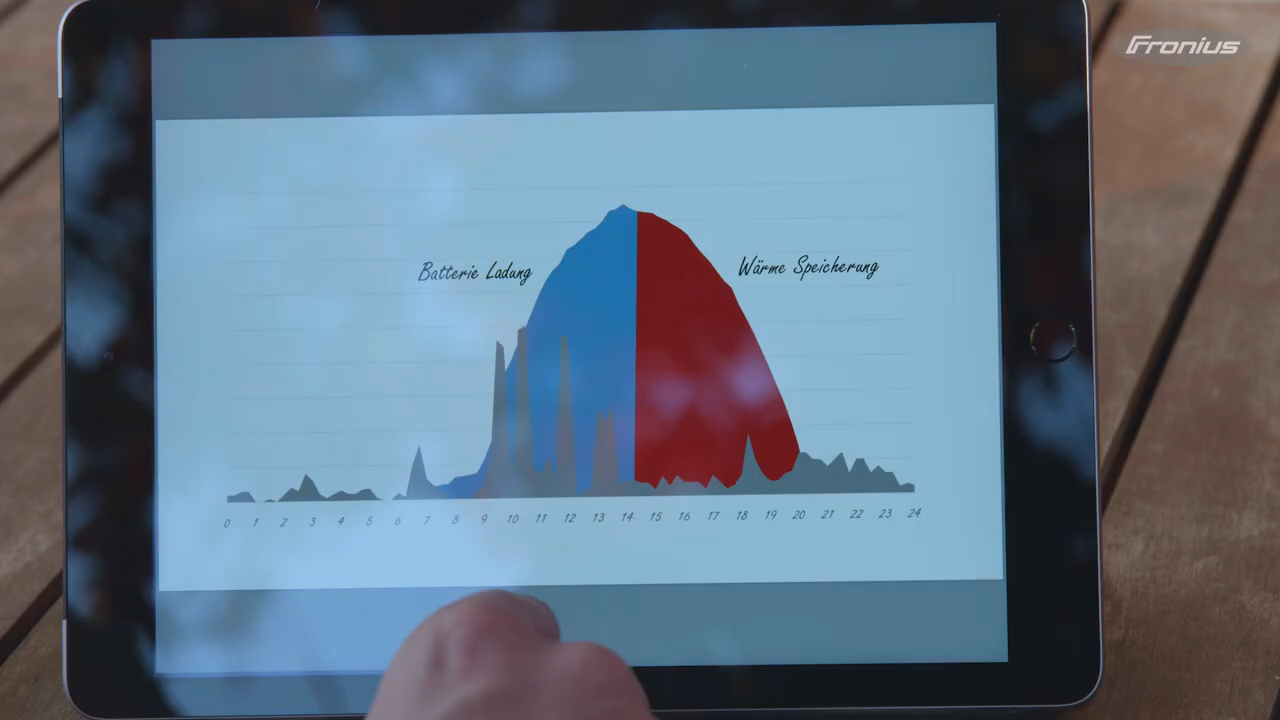 Fronius
Batterie Ladung
Wärme Speicherung
0 1 2 3 4 5 6 7 8 9 10 11 12 13 14 15 16 17 18 19 20 21 22 23 24